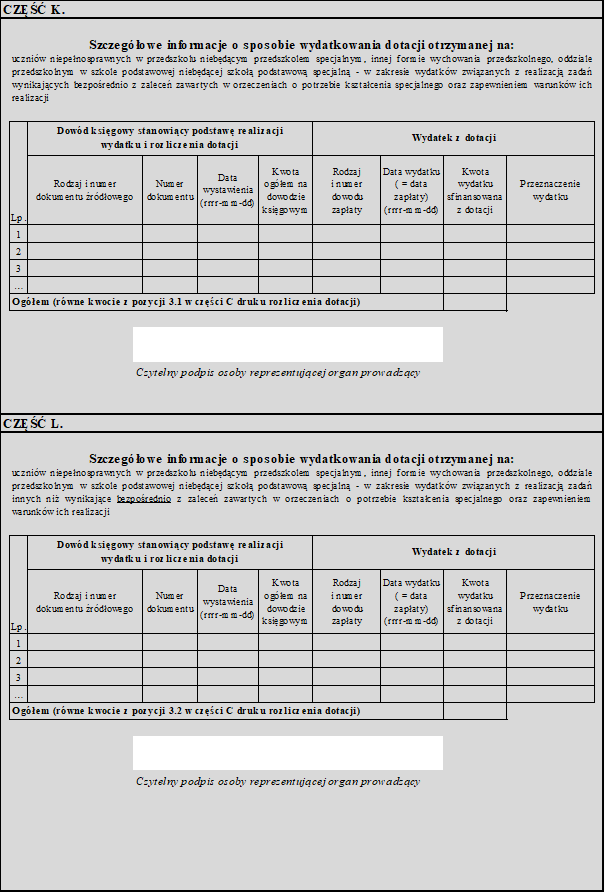 CZĘŚĆ K.
Szczegółowe informacje o sposobie wydatkowania dotacji otrzymanej na:
uczniów niepełnosprawnych w przedszkolu niebędącym przedszkolem specjalnym, innej formie wychowania przedszkolnego, oddziale
przedszkolnym w szkole podstawowej niebędącej szkołą podstawową specjalną - w zakresie wydatków związanych z realizacją zadań
wynikających bezpośrednio z zaleceń zawartych w orzeczeniach o potrzebie kształcenia specjalnego oraz zapewnieniem warunków ich
realizacji
Lp.
Dowód księgowy stanowiący podstawę realizacji
wydatku i rozliczenia dotacji
Wydatek z dotacji
Rodzaj i numer
dokumentu źródłowego
Numer
dokumentu
Data
wystawienia
(rrrr-mm-dd)
Kwota
ogółem na
dowodzie
księgowym
Rodzaj
i numer
dowodu
zapłaty
Data wydatku
( = data
zapłaty)
(rrrr-mm-dd)
Kwota
wydatku
sfinansowana
z dotacji
Przeznaczenie
wydatku
1
2
3
...
Ogółem (równe kwocie z pozycji 3.1 w części C druku rozliczenia dotacji)
Czytelny podpis osoby reprezentującej organ prowadzący
CZĘŚĆ L.
Szczegółowe informacje o sposobie wydatkowania dotacji otrzymanej na:
uczniów niepełnosprawnych w przedszkolu niebędącym przedszkolem specjalnym, innej formie wychowania przedszkolnego, oddziale
przedszkolnym w szkole podstawowej niebędącej szkołą podstawową specjalną - w zakresie wydatków związanych z realizacją zadań
innych niż wynikające bezpośrednio z zaleceń zawartych w orzeczeniach o potrzebie kształcenia specjalnego oraz zapewnieniem
warunków ich realizacji
Lp.
Dowód księgowy stanowiący podstawę realizacji
wydatku i rozliczenia dotacji
Wydatek z dotacji
Rodzaj i numer
dokumentu źródłowego
Numer
dokumentu
Data
wystawienia
(rrrr-mm-dd)
Kwota
ogółem na
dowodzie
księgowym
Rodzaj
i numer
dowodu
zapłaty
Data wydatku
( = data
zapłaty)
(rrrr-mm-dd)
Kwota
wydatku
sfinansowana
z dotacji
Przeznaczenie
wydatku
1
2
3
...
Ogółem (równe kwocie z pozycji 3.2 w części C druku rozliczenia dotacji)
Czytelny podpis osoby reprezentującej organ prowadzący